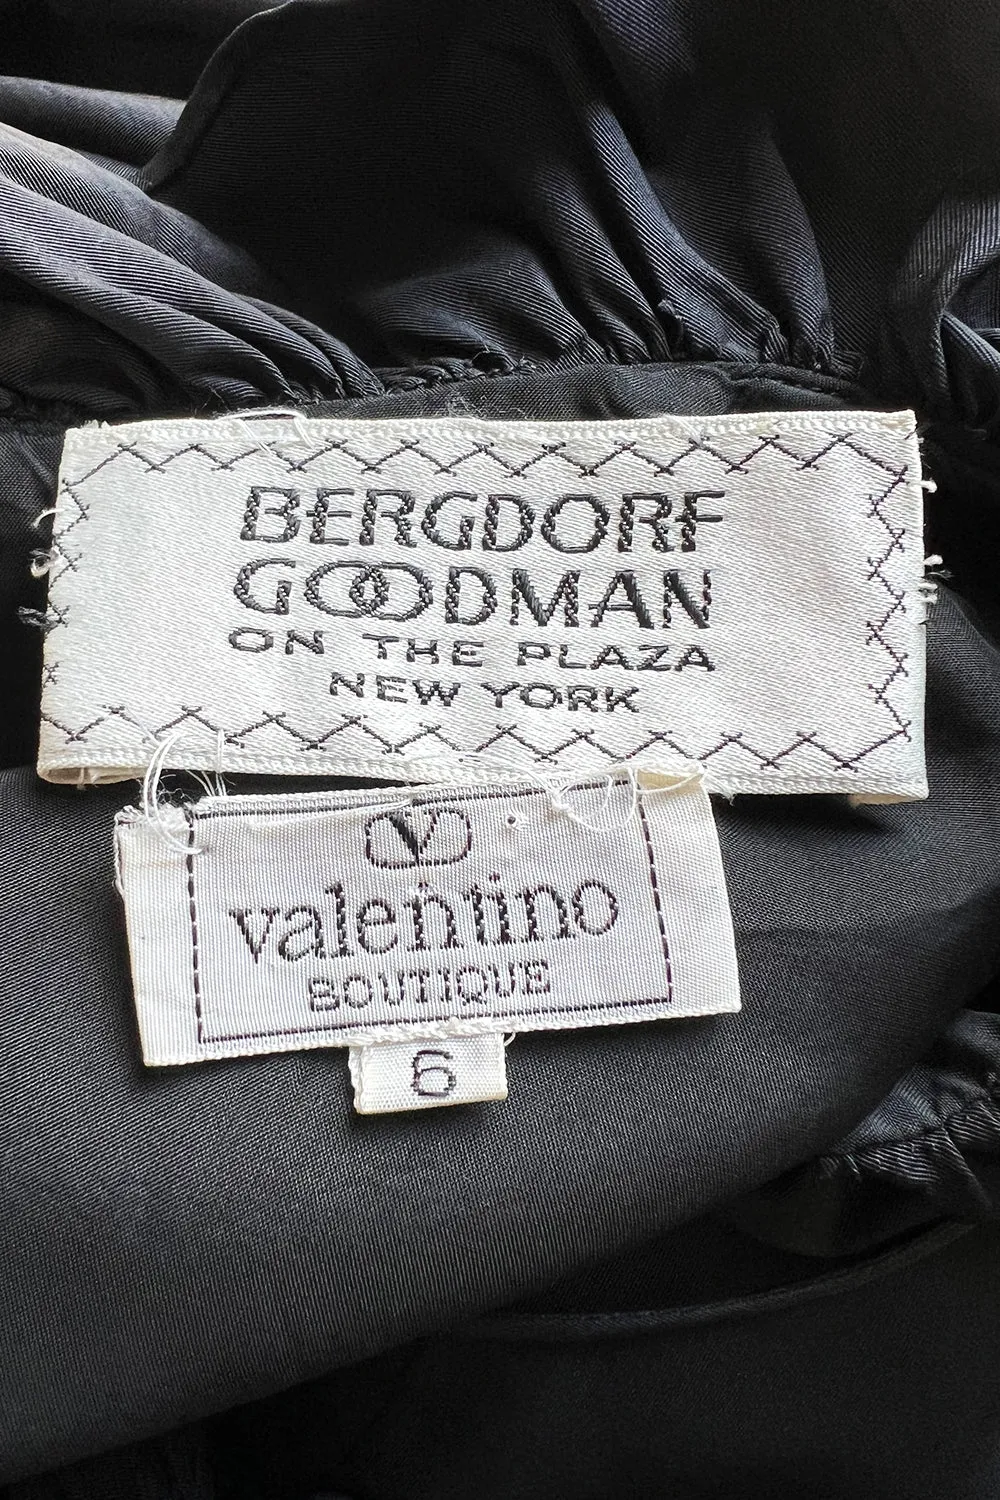 BERGDORF
GOODMAN
ON THE PLAZA
NEW YORK
V
valentino
BOUTIQUE
6